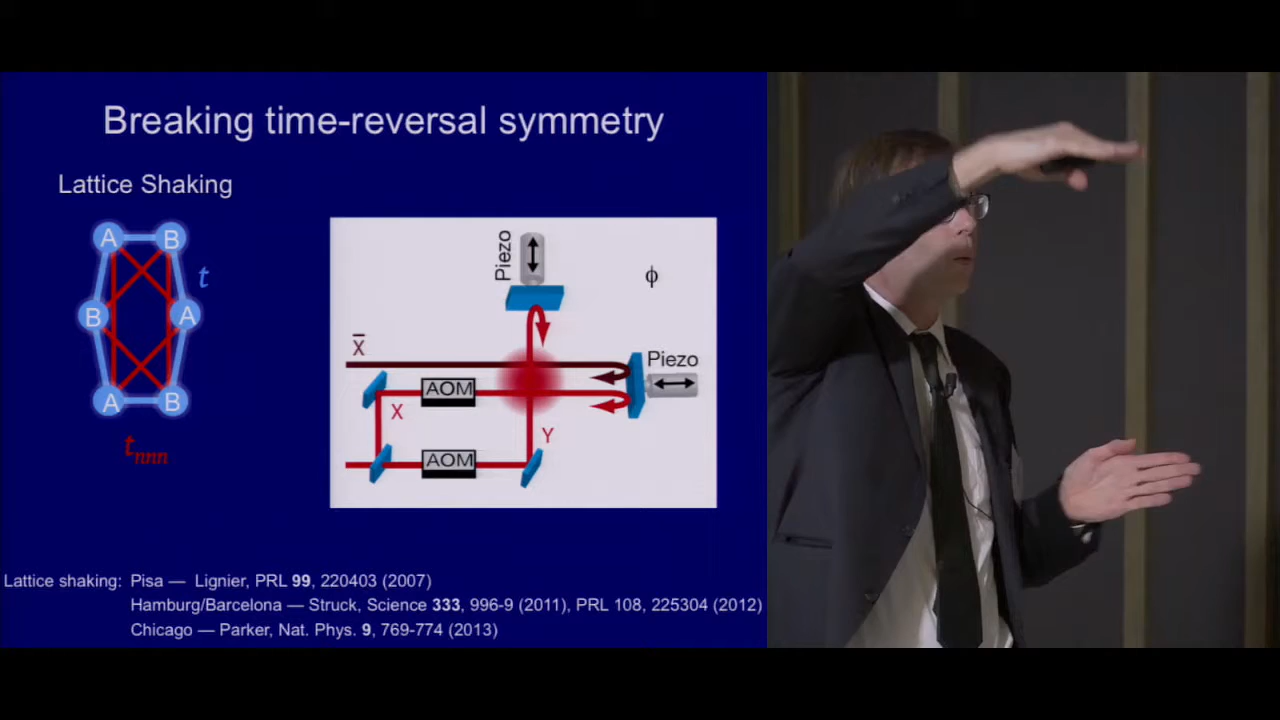 Breaking time-reversal symmetry
Lattice Shaking
A B
t
B A
A B
tₙₙₙ
Piezo
ϕ
X̄
Piezo
AOM
X
Y
AOM
Lattice shaking: Pisa — Lignier, PRL 99, 220403 (2007)
Hamburg/Barcelona — Struck, Science 333, 996-9 (2011), PRL 108, 225304 (2012)
Chicago — Parker, Nat. Phys. 9, 769-774 (2013)